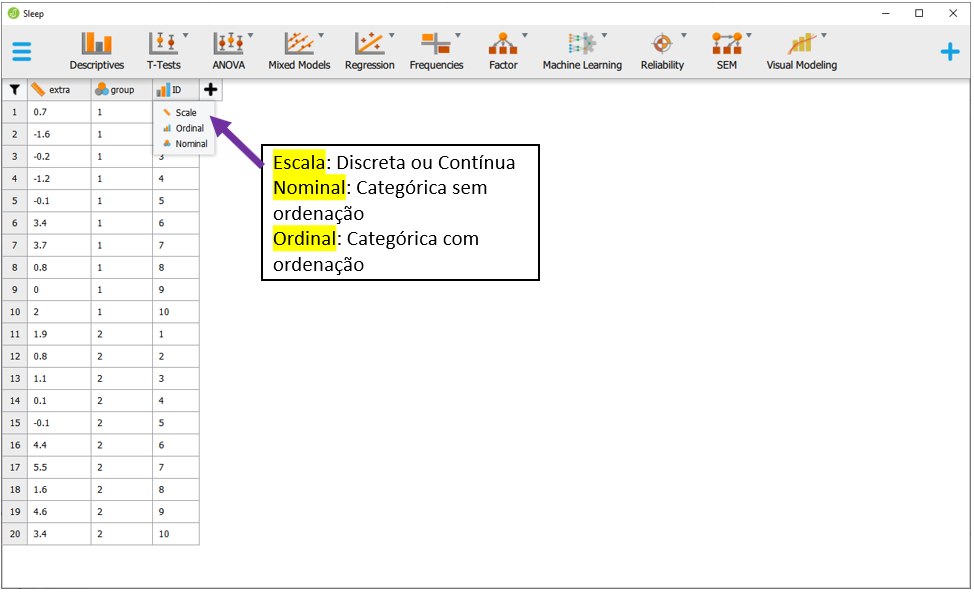 Sleep
Descriptives T-Tests ANOVA Mixed Models Regression Frequencies Factor Machine Learning Reliability SEM Visual Modeling
extra group ID
1 0.7 1
2 -1.6 1
3 -0.2 1 3
4 -1.2 1 4
5 -0.1 1 5
6 3.4 1 6
7 3.7 1 7
8 0.8 1 8
9 0 1 9
10 2 1 10
11 1.9 2 1
12 0.8 2 2
13 1.1 2 3
14 0.1 2 4
15 -0.1 2 5
16 4.4 2 6
17 5.5 2 7
18 1.6 2 8
19 4.6 2 9
20 3.4 2 10
Scale
Ordinal
Nominal
Escala: Discreta ou Contínua
Nominal: Categórica sem
ordenação
Ordinal: Categórica com
ordenação